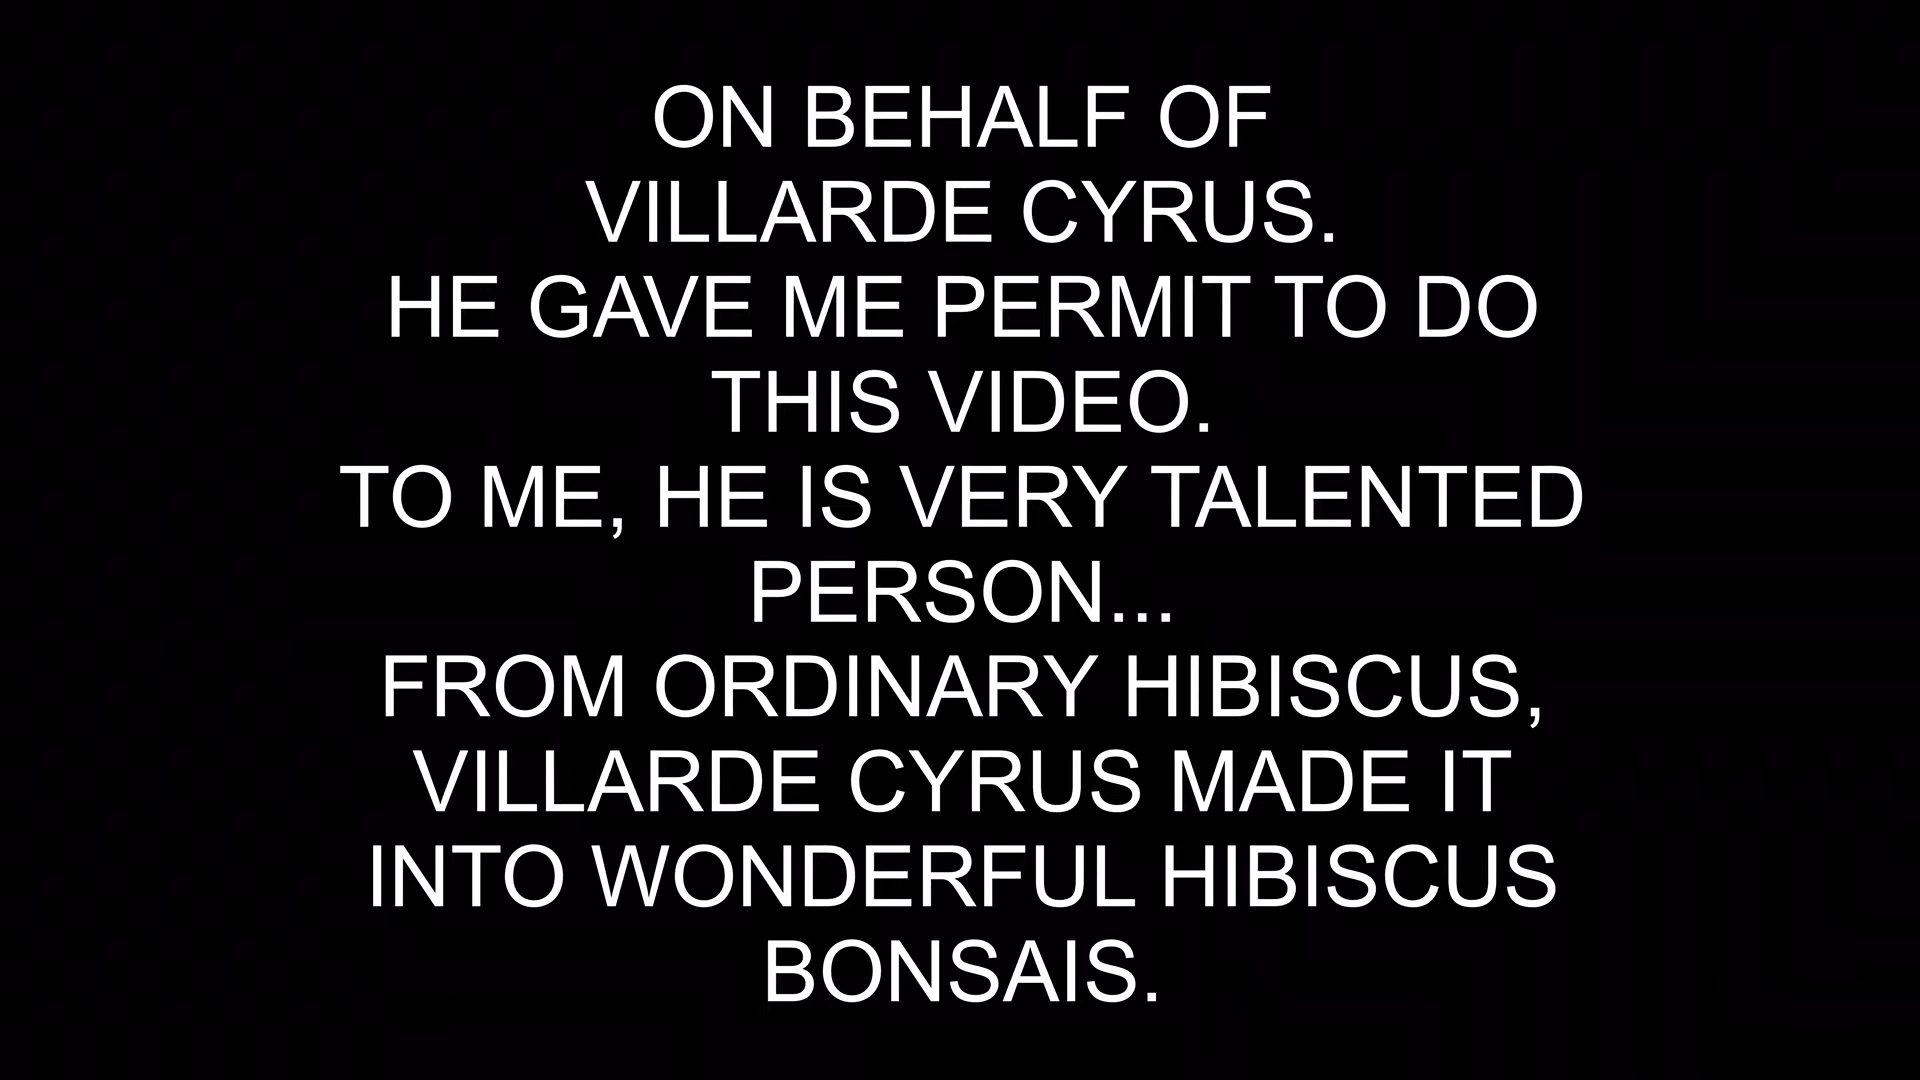 ON BEHALF OF
VILLARDE CYRUS.
HE GAVE ME PERMIT TO DO
THIS VIDEO.
TO ME, HE IS VERY TALENTED
PERSON...
FROM ORDINARY HIBISCUS,
VILLARDE CYRUS MADE IT
INTO WONDERFUL HIBISCUS
BONSAIS.